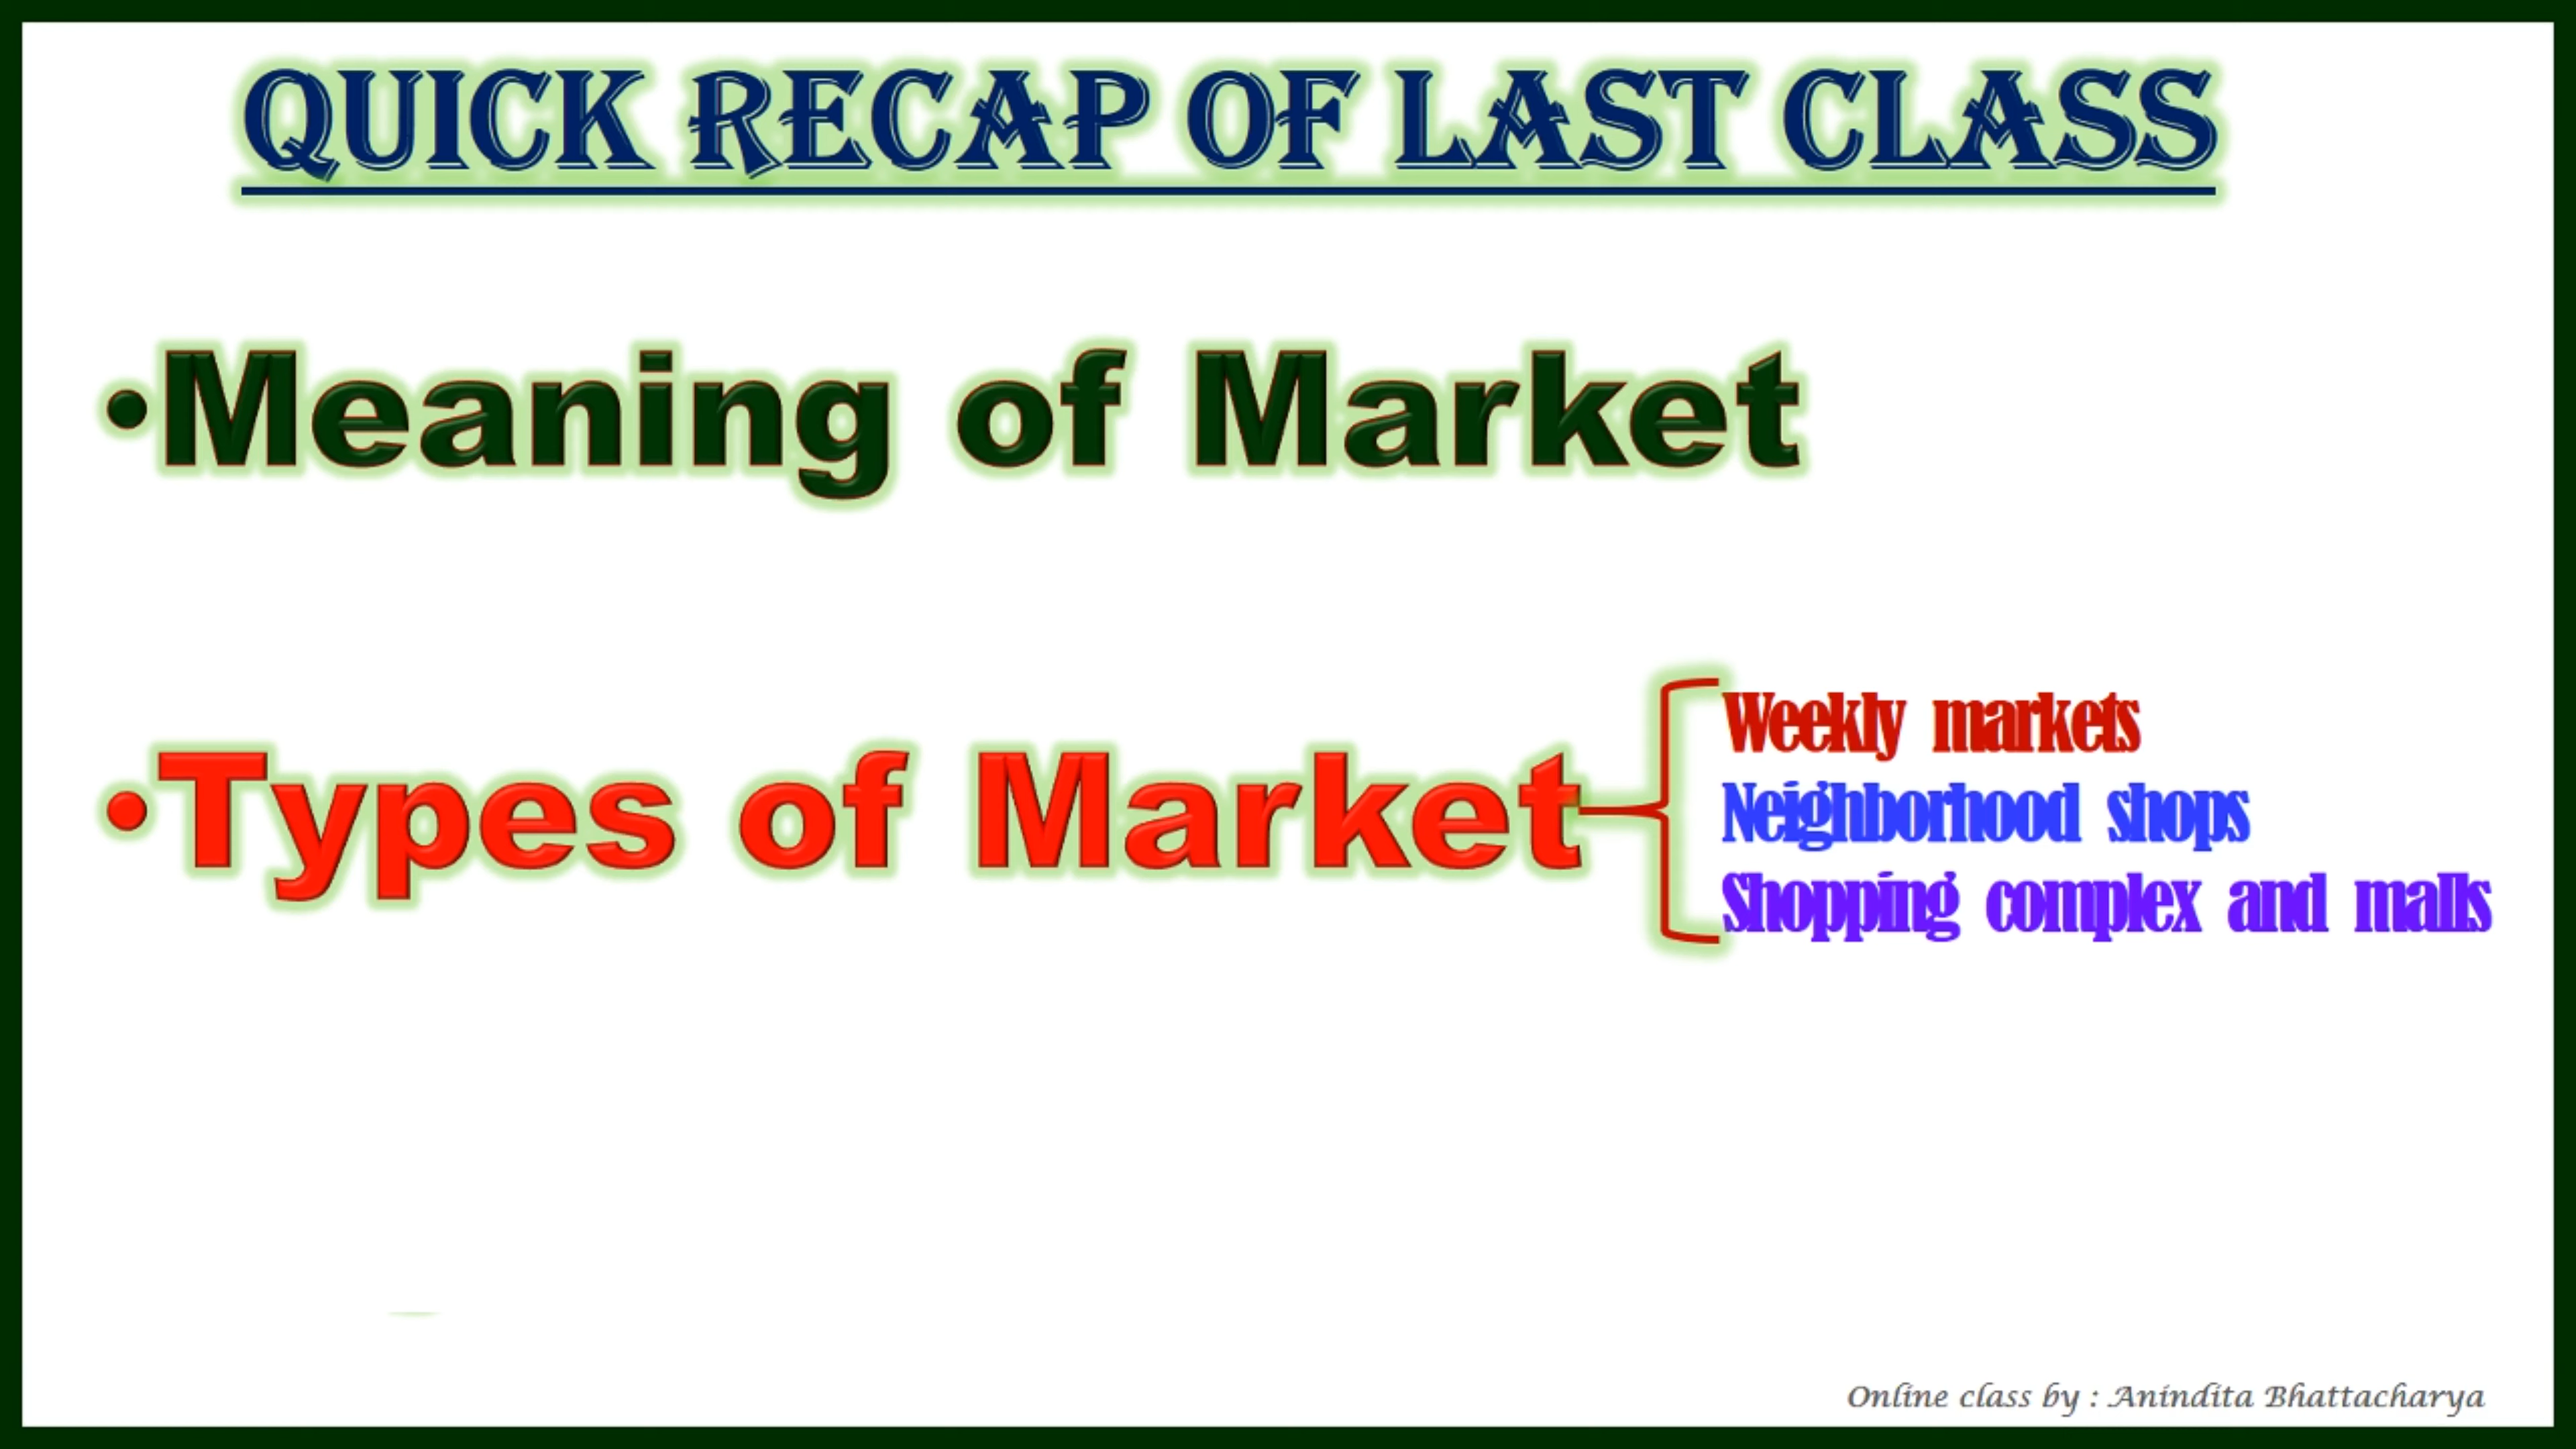 QUICK RECAP OF LAST CLASS
•Meaning of Market
•Types of Market
Weekly markets
Neighborhood shops
Shopping complex and malls
Online class by : Anindita Bhattacharya